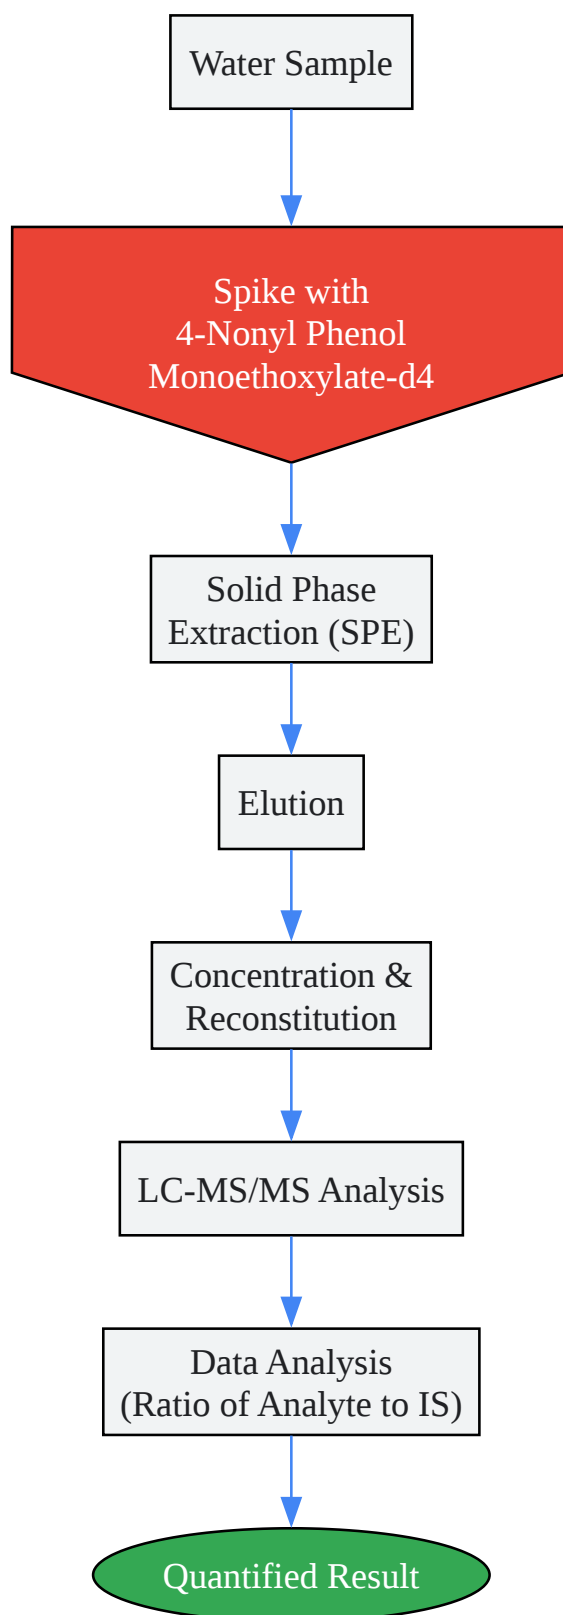 Water Sample
Spike with
4-Nonyl Phenol
Monoethoxylate-d4
Solid Phase
Extraction (SPE)
Elution
Concentration &
Reconstitution
LC-MS/MS Analysis
Data Analysis
(Ratio of Analyte to IS)
Quantified Result